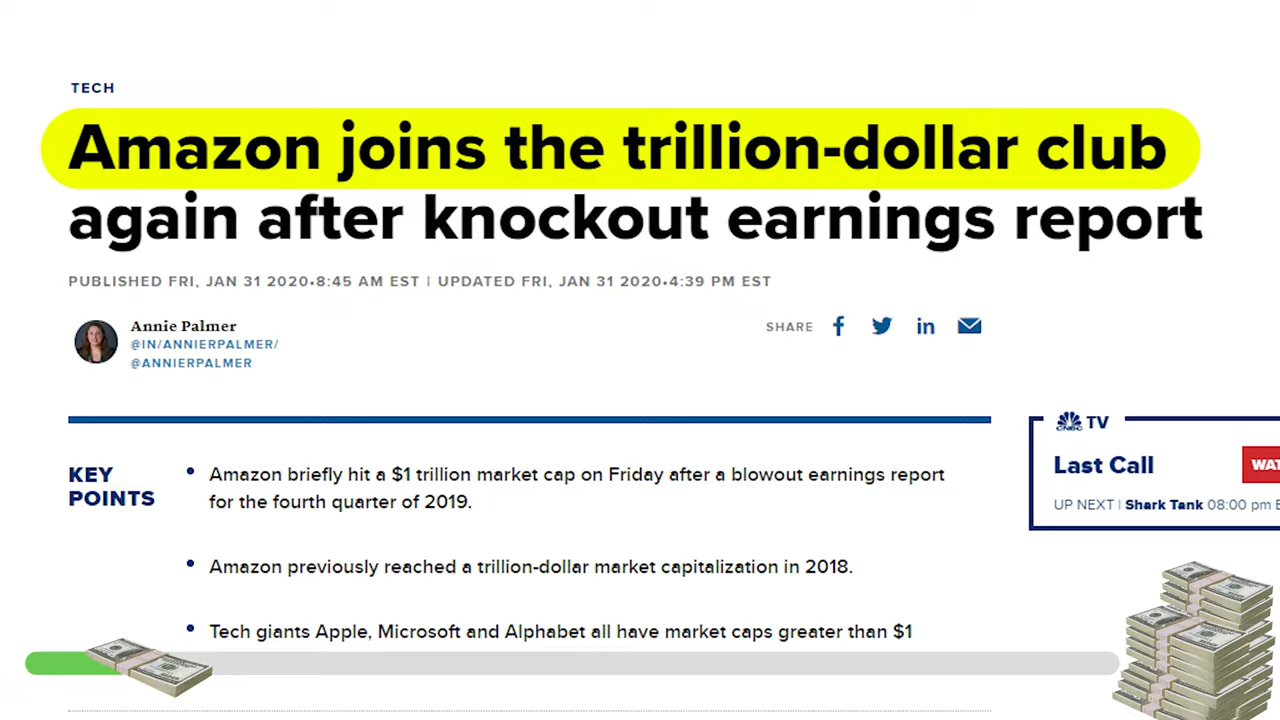 TECH
Amazon joins the trillion-dollar club
again after knockout earnings report
PUBLISHED FRI, JAN 31 2020•8:45 AM EST | UPDATED FRI, JAN 31 2020•4:39 PM EST
Annie Palmer
@IN/ANNIERPALMER/
@ANNIERPALMER
SHARE
KEY
POINTS
• Amazon briefly hit a $1 trillion market cap on Friday after a blowout earnings report
for the fourth quarter of 2019.
• Amazon previously reached a trillion-dollar market capitalization in 2018.
• Tech giants Apple, Microsoft and Alphabet all have market caps greater than $1
CNBC TV
Last Call
WAT
UP NEXT | Shark Tank 08:00 pm E